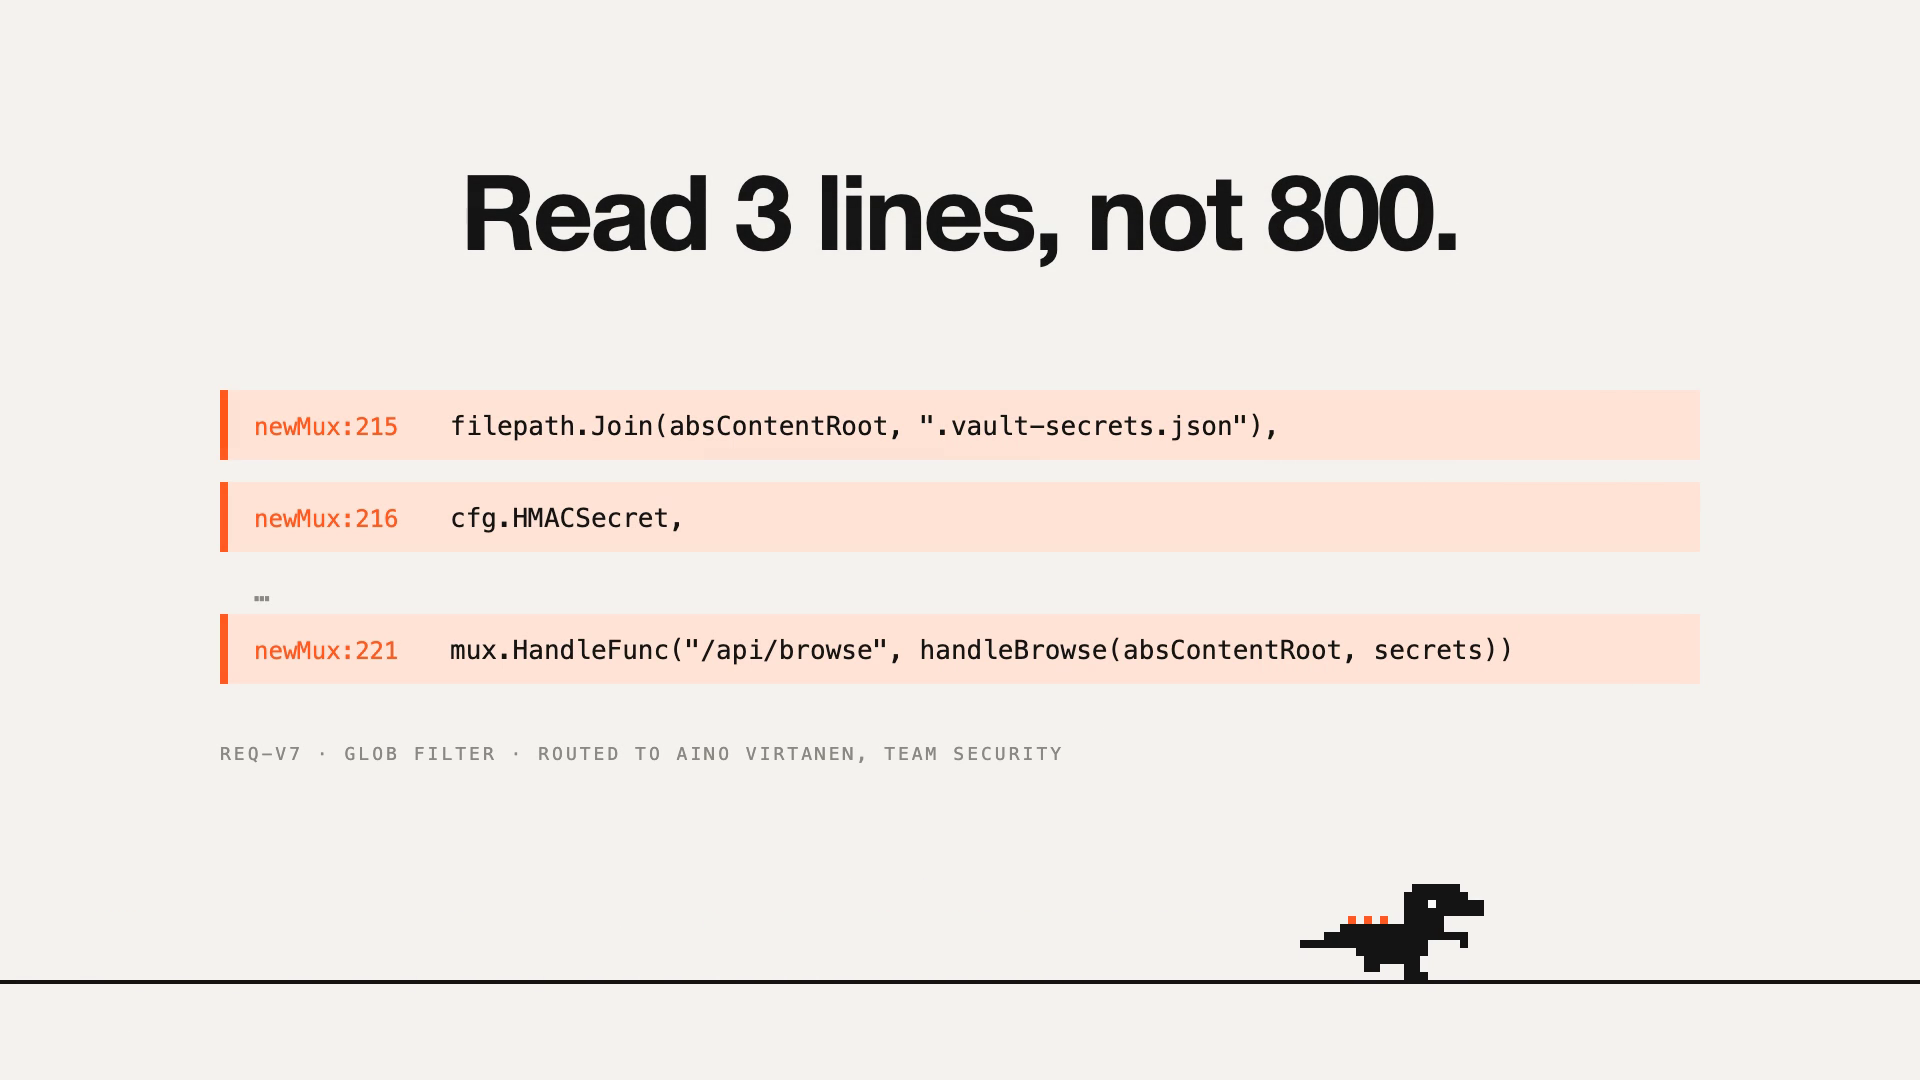 Read 3 lines, not 800.
newMux:215 filepath.Join(absContentRoot, ".vault-secrets.json"),
newMux:216 cfg.HMACSecret,
…
newMux:221 mux.HandleFunc("/api/browse", handleBrowse(absContentRoot, secrets))
REQ-V7 · GLOB FILTER · ROUTED TO AINO VIRTANEN, TEAM SECURITY